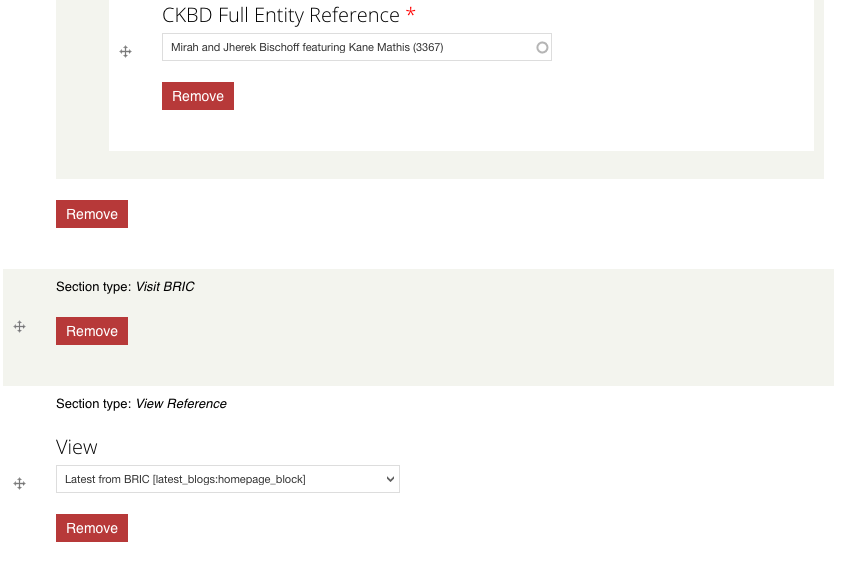 CKBD Full Entity Reference *
Mirah and Jherek Bischoff featuring Kane Mathis (3367)
Remove
Remove
Section type: Visit BRIC
Remove
Section type: View Reference
View
Latest from BRIC [latest_blogs:homepage_block]
Remove